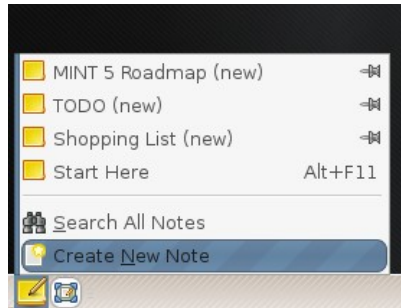 MINT 5 Roadmap (new)
TODO (new)
Shopping List (new)
Start Here Alt+F11
Search All Notes
Create New Note